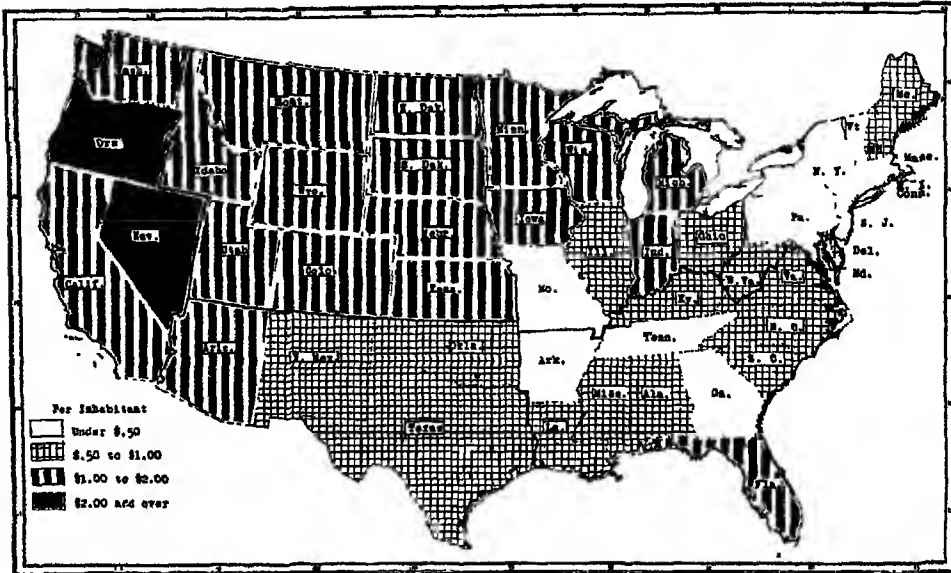 Mont.
N. Dak.
Minn
Vt
Me.
Ore
Idaho
S. Dak.
Wis.
Mich.
N. Y.
Mass.
Conn.
Wyo.
Iowa
Pa.
Nev.
Utah
Nebr
Ill.
Ind.
Ohio
Del.
Md.
Calif.
Colo
Kans.
Mo.
Ky.
W. Va.
Va.
Ariz.
N. Mex.
Okla.
Ark.
Tenn.
N. C.
S. C.
Texas
La.
Miss.
Ala.
Ga.
Fla.
Per Inhabitant
Under $.50
$.50 to $1.00
$1.00 to $2.00
$2.00 and over